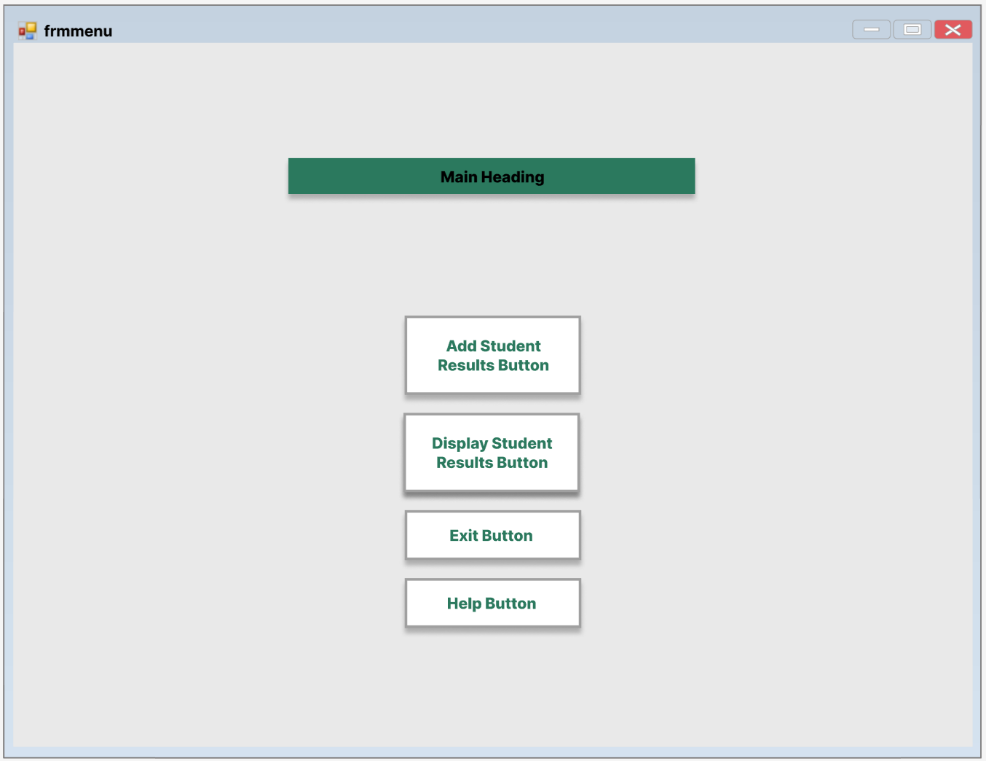 frmmenu
Main Heading
Add Student
Results Button
Display Student
Results Button
Exit Button
Help Button